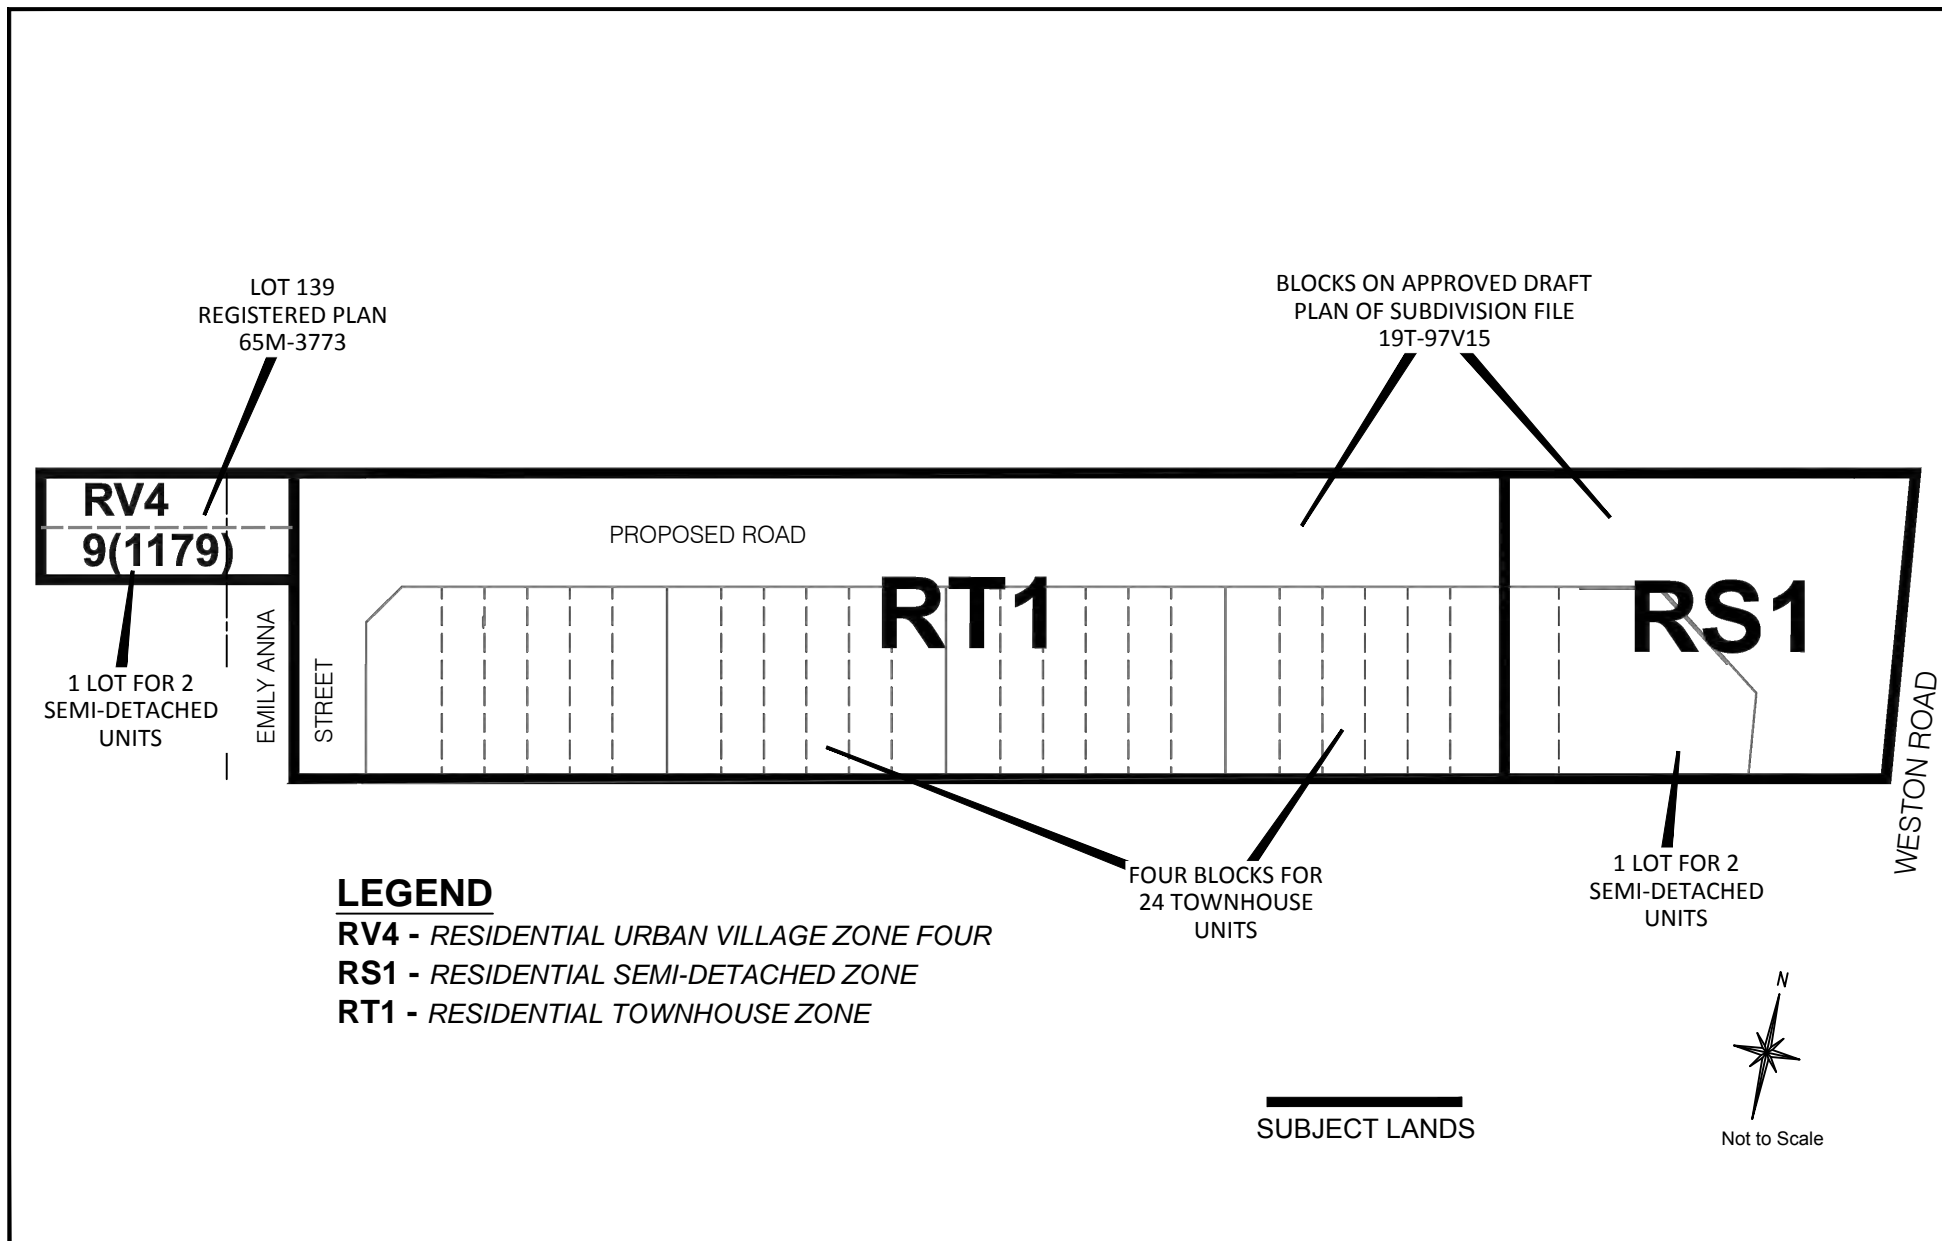 LOT 139
REGISTERED PLAN
65M-3773
BLOCKS ON APPROVED DRAFT
PLAN OF SUBDIVISION FILE
19T-97V15
RV4
9(1179)
PROPOSED ROAD
RT1
RS1
EMILY ANNA
STREET
WESTON ROAD
1 LOT FOR 2
SEMI-DETACHED
UNITS
FOUR BLOCKS FOR
24 TOWNHOUSE
UNITS
1 LOT FOR 2
SEMI-DETACHED
UNITS
LEGEND
RV4 - RESIDENTIAL URBAN VILLAGE ZONE FOUR
RS1 - RESIDENTIAL SEMI-DETACHED ZONE
RT1 - RESIDENTIAL TOWNHOUSE ZONE
SUBJECT LANDS
N
Not to Scale